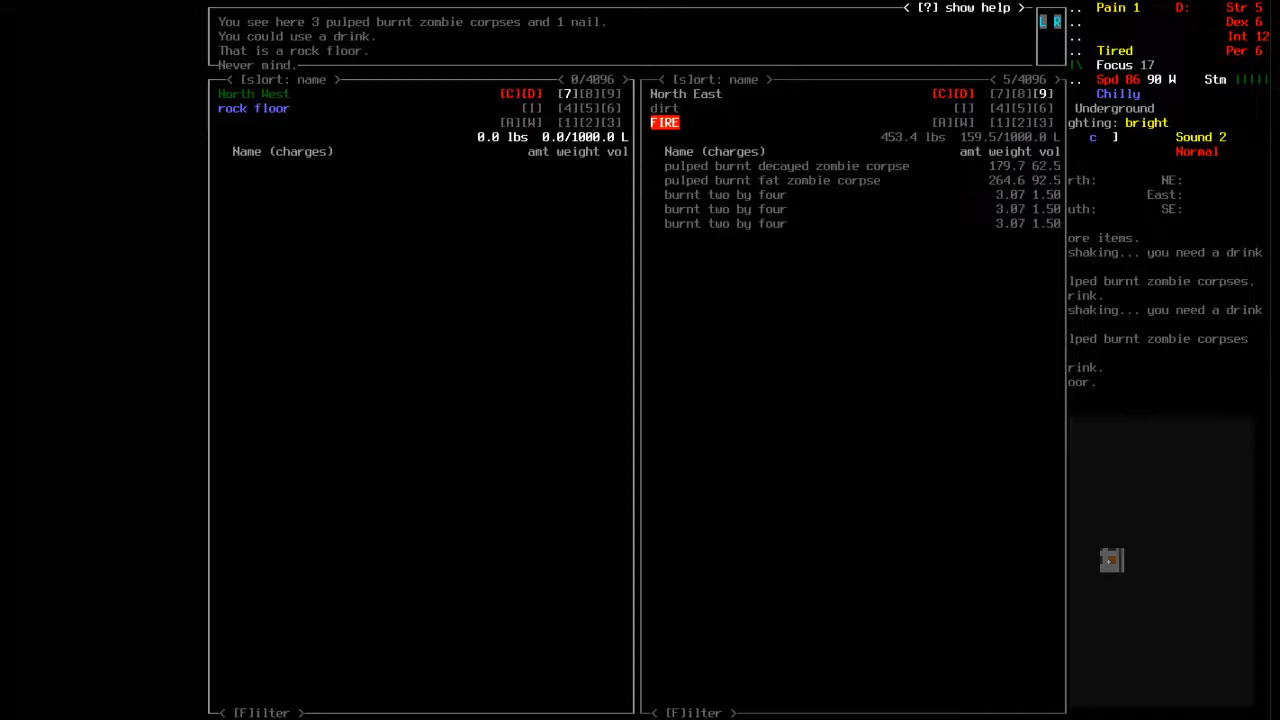 You see here 3 pulped burnt zombie corpses and 1 nail.
You could use a drink.
That is a rock floor.
Never mind.
< [?] show help >
L R
< [s]ort: name >
< 0/4096 >
North West [C][D] [7][8][9]
rock floor [I] [4][5][6]
[A][W] [1][2][3]
0.0 lbs 0.0/1000.0 L
Name (charges) amt weight vol
< [F]ilter >
< [s]ort: name >
< 5/4096 >
North East [C][D] [7][8][9]
dirt [I] [4][5][6]
FIRE [A][W] [1][2][3]
453.4 lbs 159.5/1000.0 L
Name (charges) amt weight vol
pulped burnt decayed zombie corpse 179.7 62.5
pulped burnt fat zombie corpse 264.6 92.5
burnt two by four 3.07 1.50
burnt two by four 3.07 1.50
burnt two by four 3.07 1.50
< [F]ilter >
.. Pain 1 D: Str 5
.. Dex 6
.. Int 12
.. Tired Per 6
|\ Focus 17
.. Spd 86 90 W Stm |||||
Chilly
Underground
ghting: bright
c ] Sound 2
Normal
rth: NE:
East:
uth: SE:
ore items.
shaking... you need a drink
lped burnt zombie corpses.
rink.
shaking... you need a drink
lped burnt zombie corpses
rink.
oor.